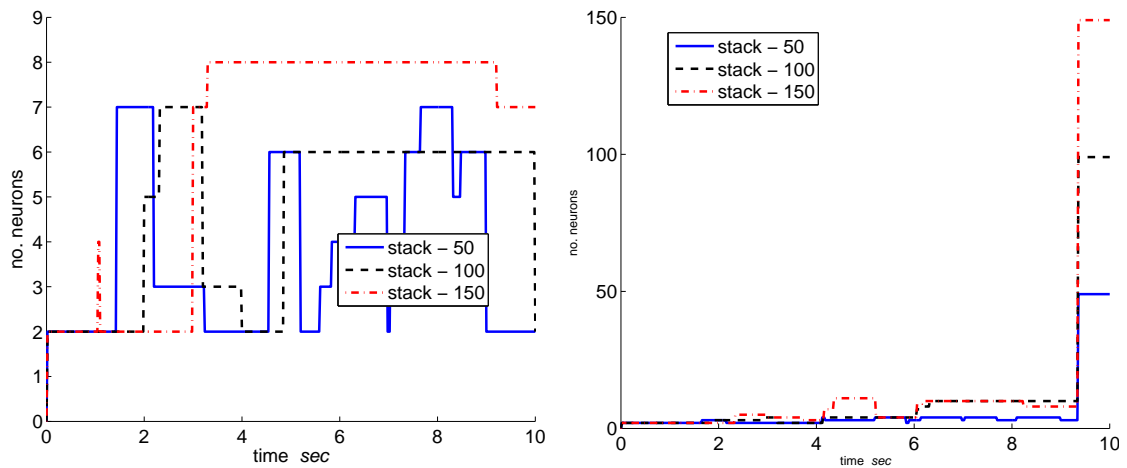 9
8
7
6
5
4
3
2
1
0
no. neurons
0 2 4 6 8 10
time sec
stack − 50
stack − 100
stack − 150
150
100
50
0
no. neurons
0 2 4 6 8 10
time sec
stack − 50
stack − 100
stack − 150